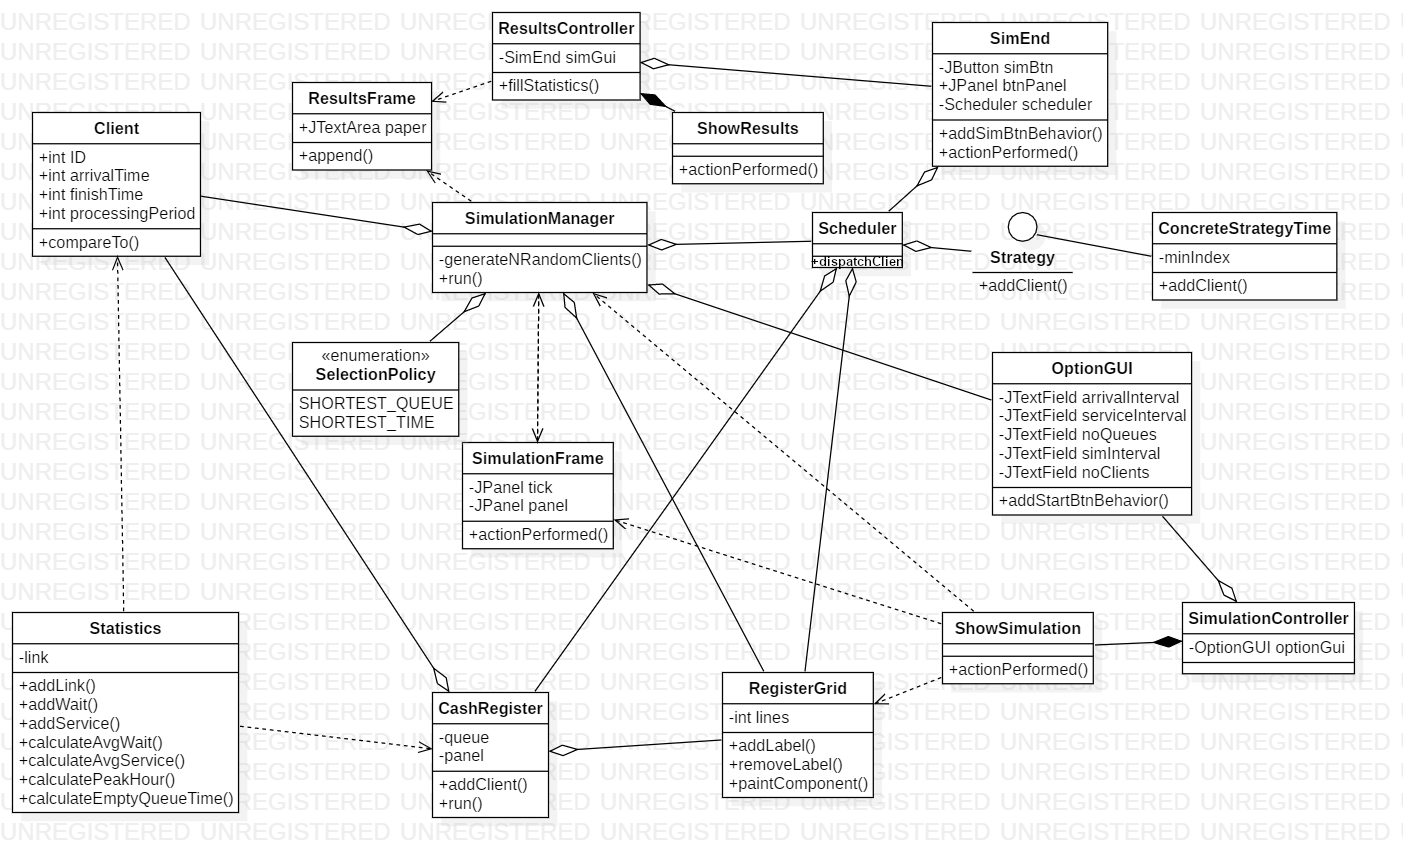 ResultsController
-SimEnd simGui
+fillStatistics()
SimEnd
-JButton simBtn
+JPanel btnPanel
-Scheduler scheduler
+addSimBtnBehavior()
+actionPerformed()
ResultsFrame
+JTextArea paper
+append()
ShowResults
+actionPerformed()
Client
+int ID
+int arrivalTime
+int finishTime
+int processingPeriod
+compareTo()
SimulationManager
-generateNRandomClients()
+run()
Scheduler
+dispatchClien
Strategy
+addClient()
ConcreteStrategyTime
-minIndex
+addClient()
«enumeration»
SelectionPolicy
SHORTEST_QUEUE
SHORTEST_TIME
OptionGUI
-JTextField arrivalInterval
-JTextField serviceInterval
-JTextField noQueues
-JTextField simInterval
-JTextField noClients
+addStartBtnBehavior()
SimulationFrame
-JPanel tick
-JPanel panel
+actionPerformed()
Statistics
-link
+addLink()
+addWait()
+addService()
+calculateAvgWait()
+calculateAvgService()
+calculatePeakHour()
+calculateEmptyQueueTime()
ShowSimulation
+actionPerformed()
SimulationController
-OptionGUI optionGui
CashRegister
-queue
-panel
+addClient()
+run()
RegisterGrid
-int lines
+addLabel()
+removeLabel()
+paintComponent()
UNREGISTERED